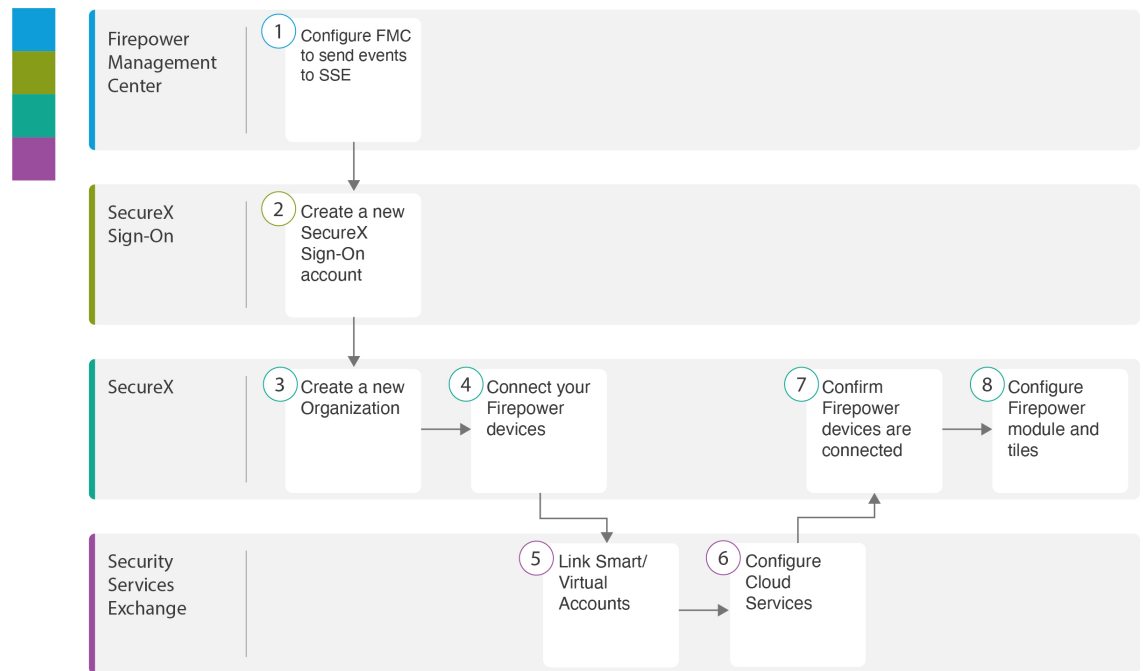 Firepower
Management
Center
1
Configure FMC
to send events
to SSE
SecureX
Sign-On
2
Create a new
SecureX
Sign-On
account
SecureX
3
Create a new
Organization
4
Connect your
Firepower
devices
7
Confirm
Firepower
devices are
connected
8
Configure
Firepower
module and
tiles
Security
Services
Exchange
5
Link Smart/
Virtual
Accounts
6
Configure
Cloud
Services